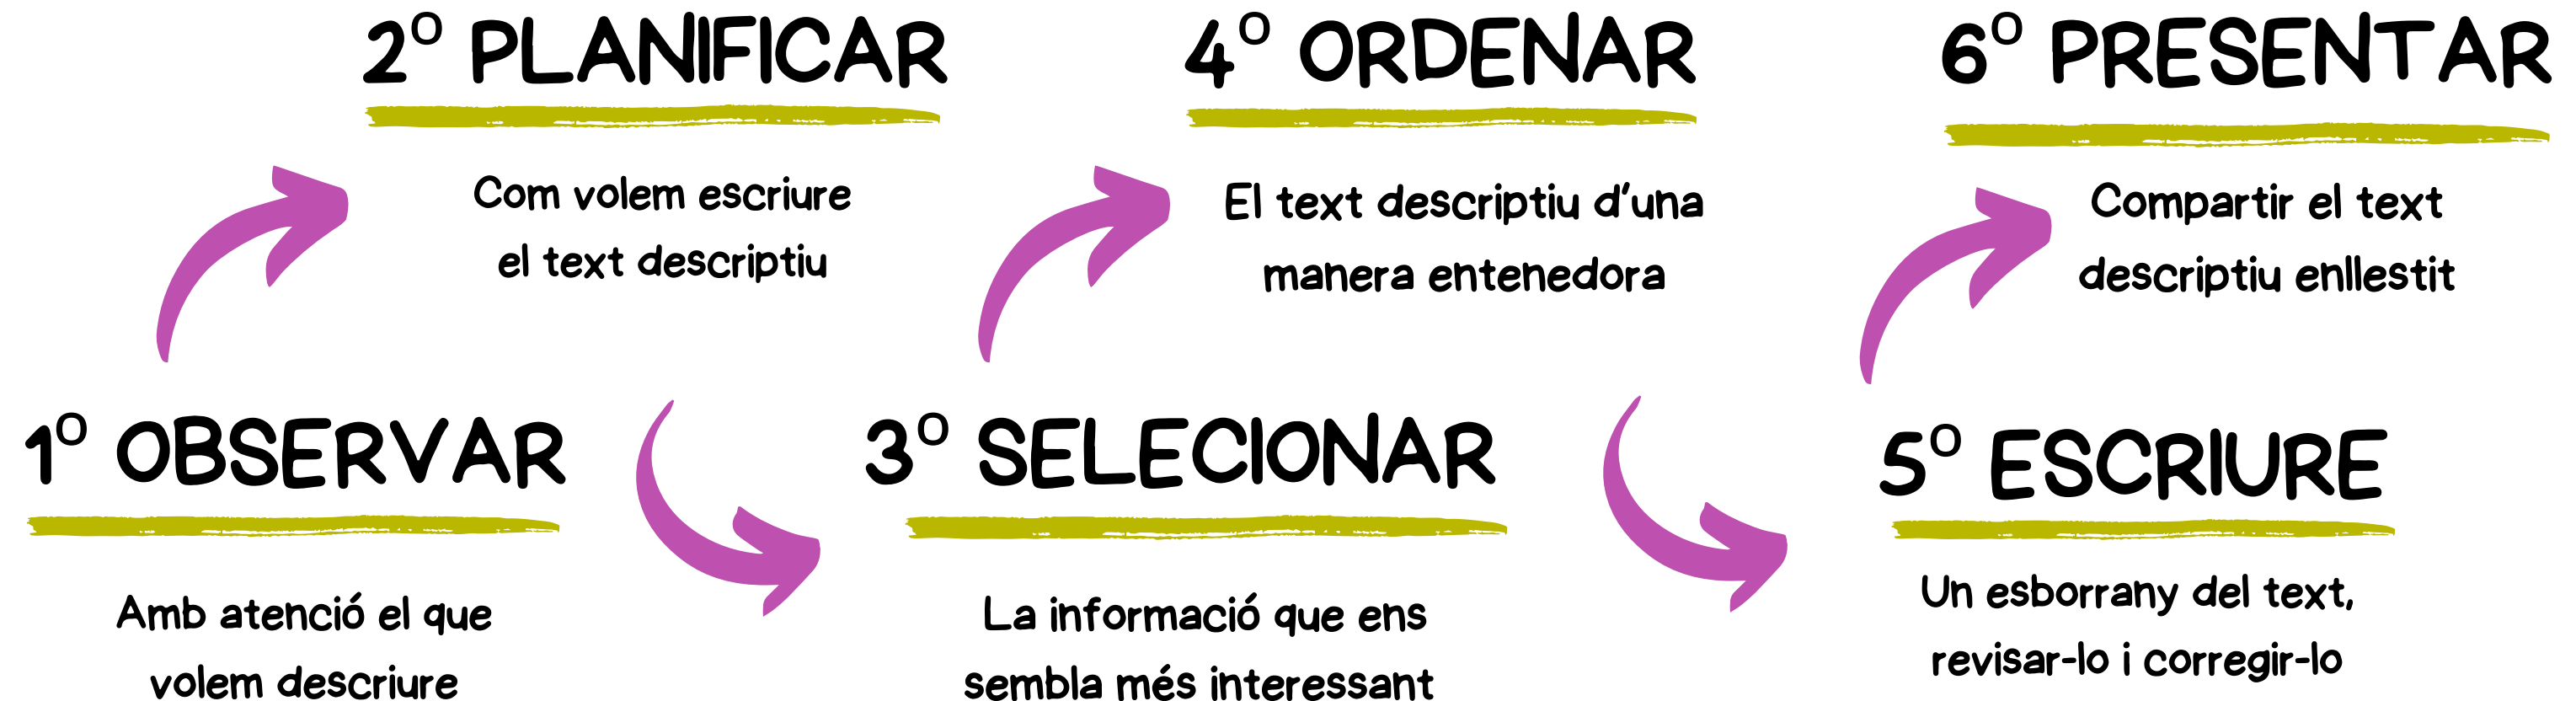 1º OBSERVAR
Amb atenció el que
volem descriure
2º PLANIFICAR
Com volem escriure
el text descriptiu
3º SELECIONAR
La informació que ens
sembla més interessant
4º ORDENAR
El text descriptiu d'una
manera entenedora
5º ESCRIURE
Un esborrany del text,
revisar-lo i corregir-lo
6º PRESENTAR
Compartir el text
descriptiu enllestit